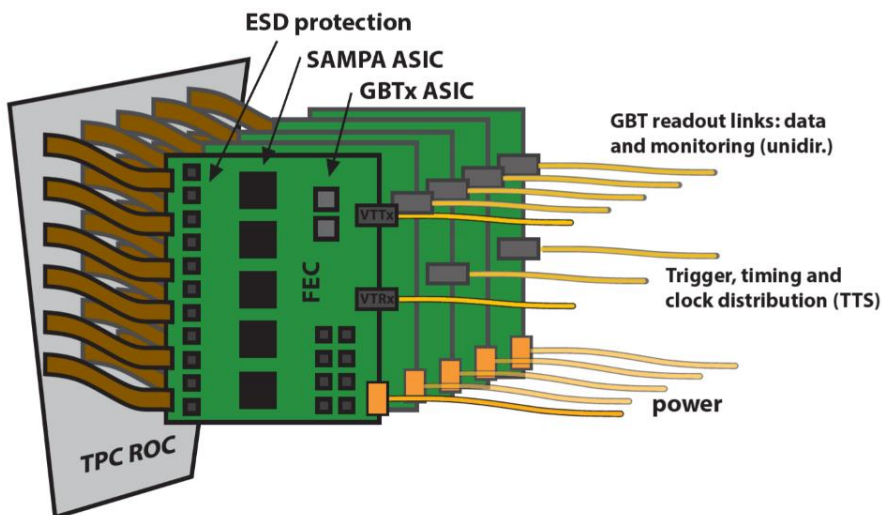 ESD protection
SAMPA ASIC
GBTx ASIC
GBT readout links: data
and monitoring (unidir.)
VTTx
FEC
Trigger, timing and
clock distribution (TTS)
VTRx
power
TPC ROC